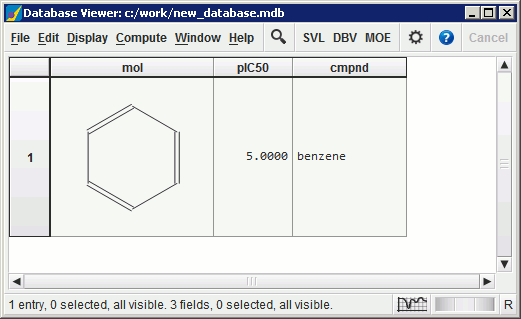 Database Viewer: c:/work/new_database.mdb
File Edit Display Compute Window Help SVL DBV MOE ? Cancel
mol pIC50 cmpnd
1 5.0000 benzene
1 entry, 0 selected, all visible. 3 fields, 0 selected, all visible. R